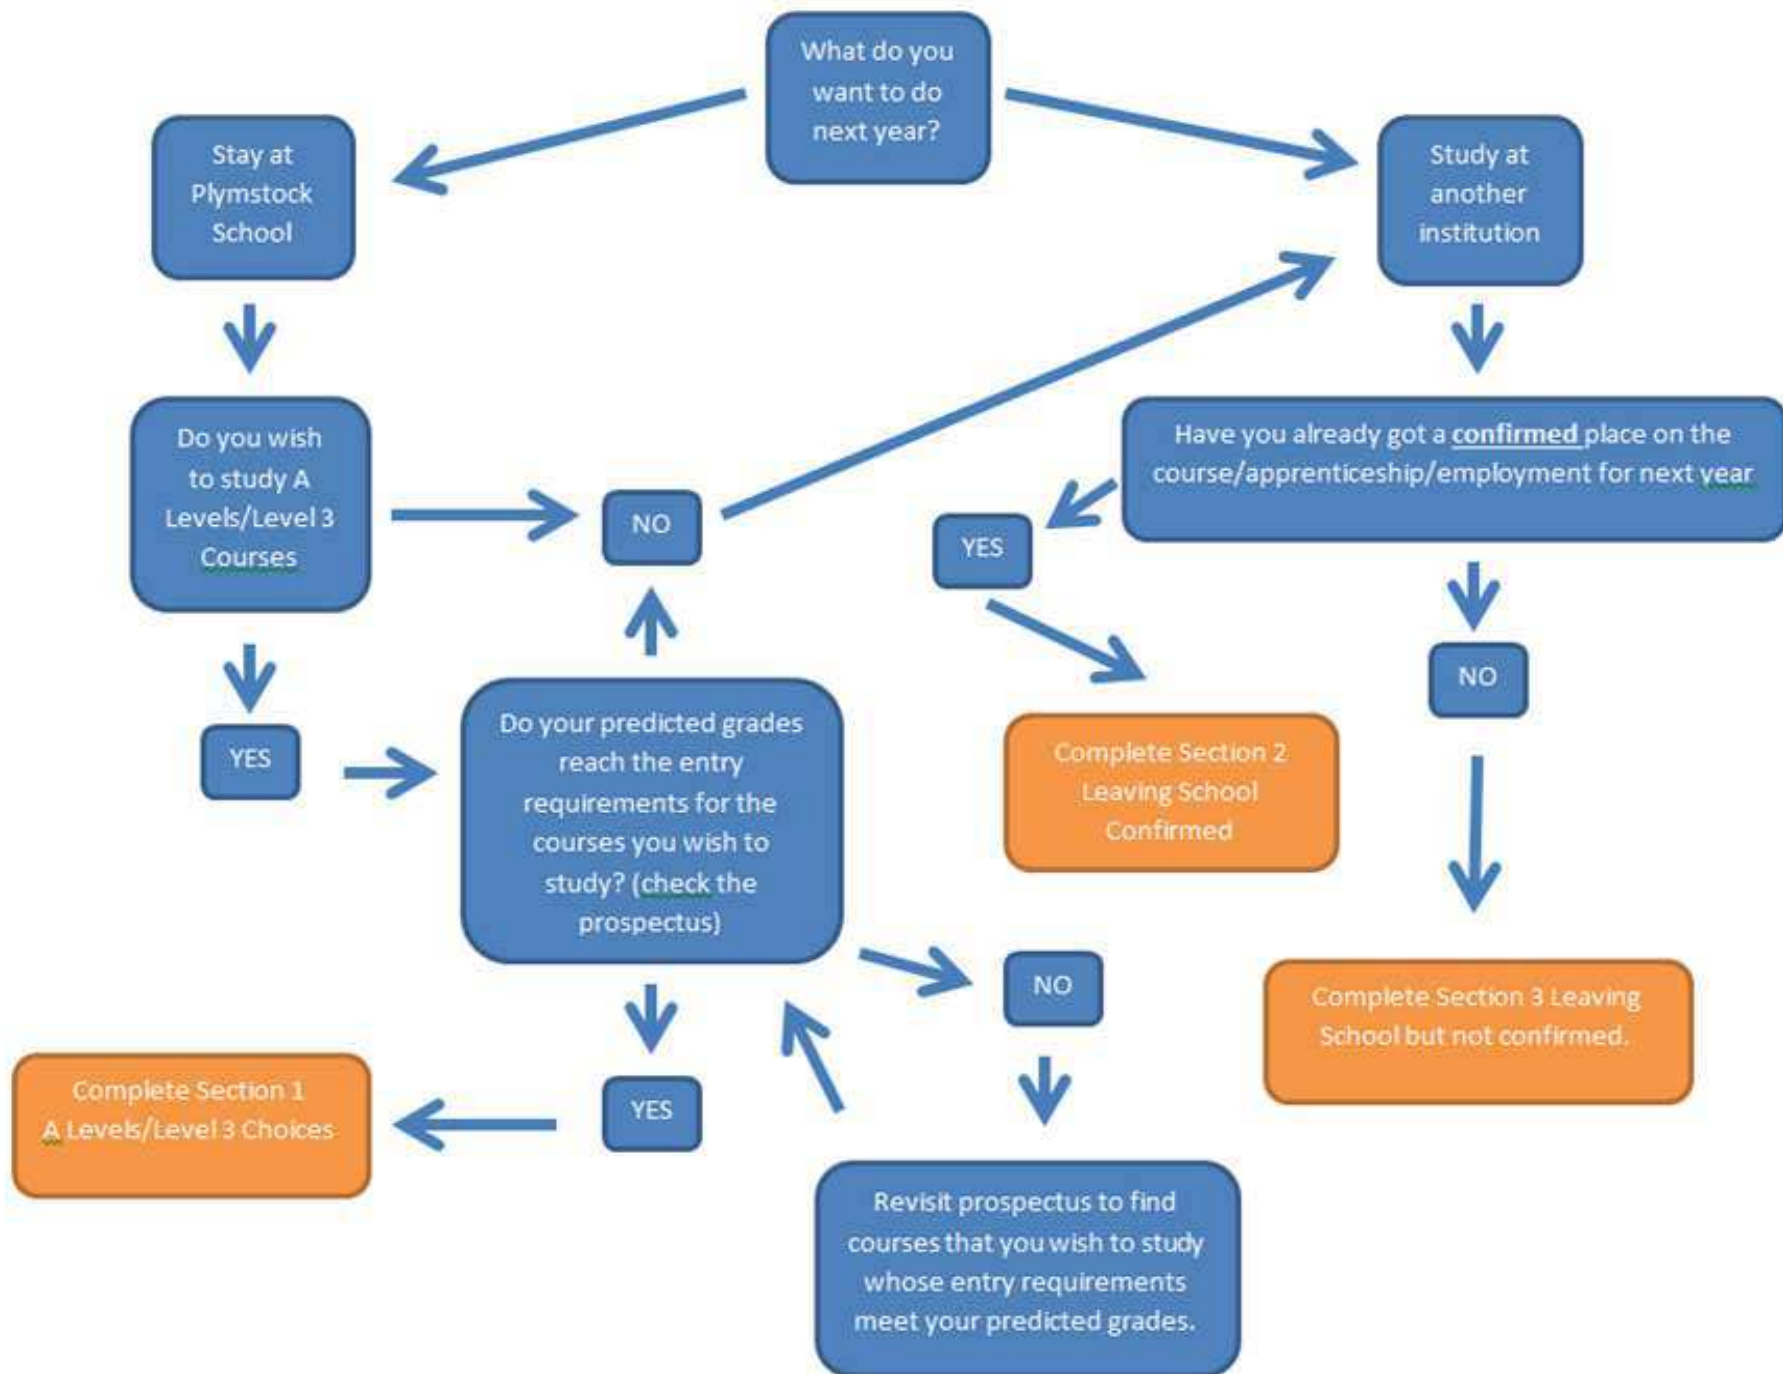 What do you
want to do
next year?
Stay at
Plymstock
School
Study at
another
institution
Do you wish
to study A
Levels/Level 3
Courses
NO
Have you already got a confirmed place on the
course/apprenticeship/employment for next year
YES
NO
YES
Do your predicted grades
reach the entry
requirements for the
courses you wish to
study? (check the
prospectus)
Complete Section 2
Leaving School
Confirmed
NO
Complete Section 3 Leaving
School but not confirmed.
YES
Complete Section 1
A Levels/Level 3 Choices
Revisit prospectus to find
courses that you wish to study
whose entry requirements
meet your predicted grades.